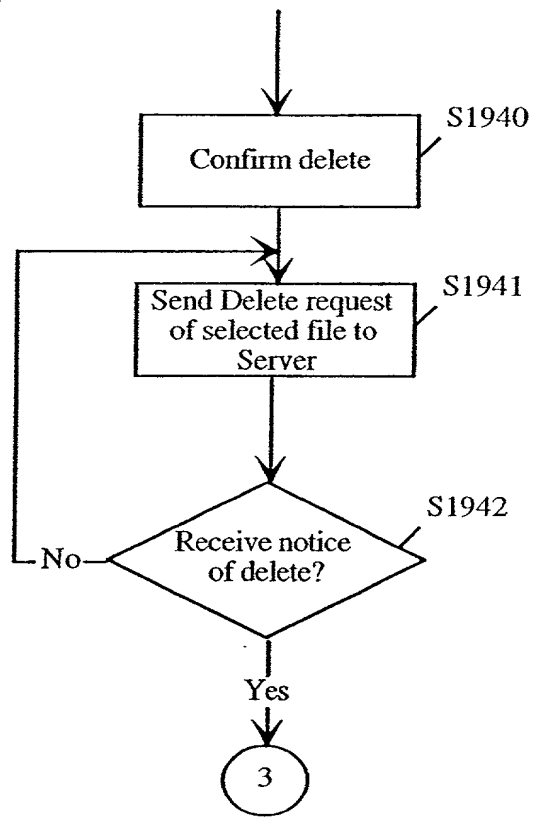 S1940
Confirm delete
S1941
Send Delete request
of selected file to
Server
S1942
Receive notice
of delete?
No
Yes
3